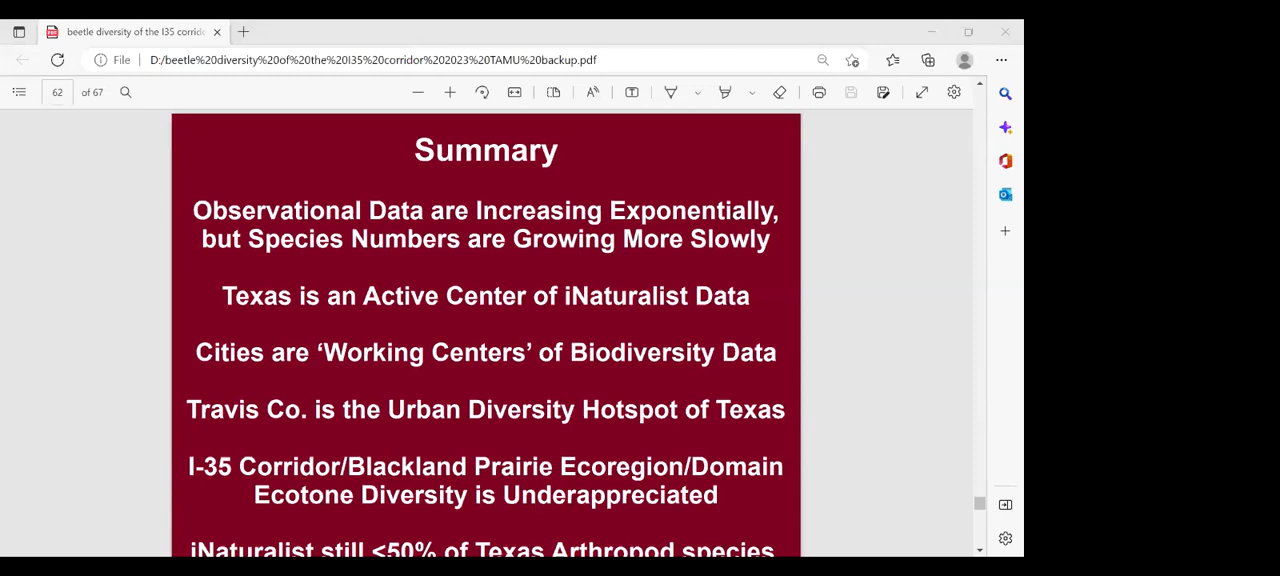 beetle diversity of the I35 corrid
File
D:/beetle%20diversity%20of%20the%20I35%20corridor%202023%20TAMU%20backup.pdf
62 of 67
Summary
Observational Data are Increasing Exponentially,
but Species Numbers are Growing More Slowly
Texas is an Active Center of iNaturalist Data
Cities are ‘Working Centers’ of Biodiversity Data
Travis Co. is the Urban Diversity Hotspot of Texas
I-35 Corridor/Blackland Prairie Ecoregion/Domain
Ecotone Diversity is Underappreciated
iNaturalist still <50% of Texas Arthropod species